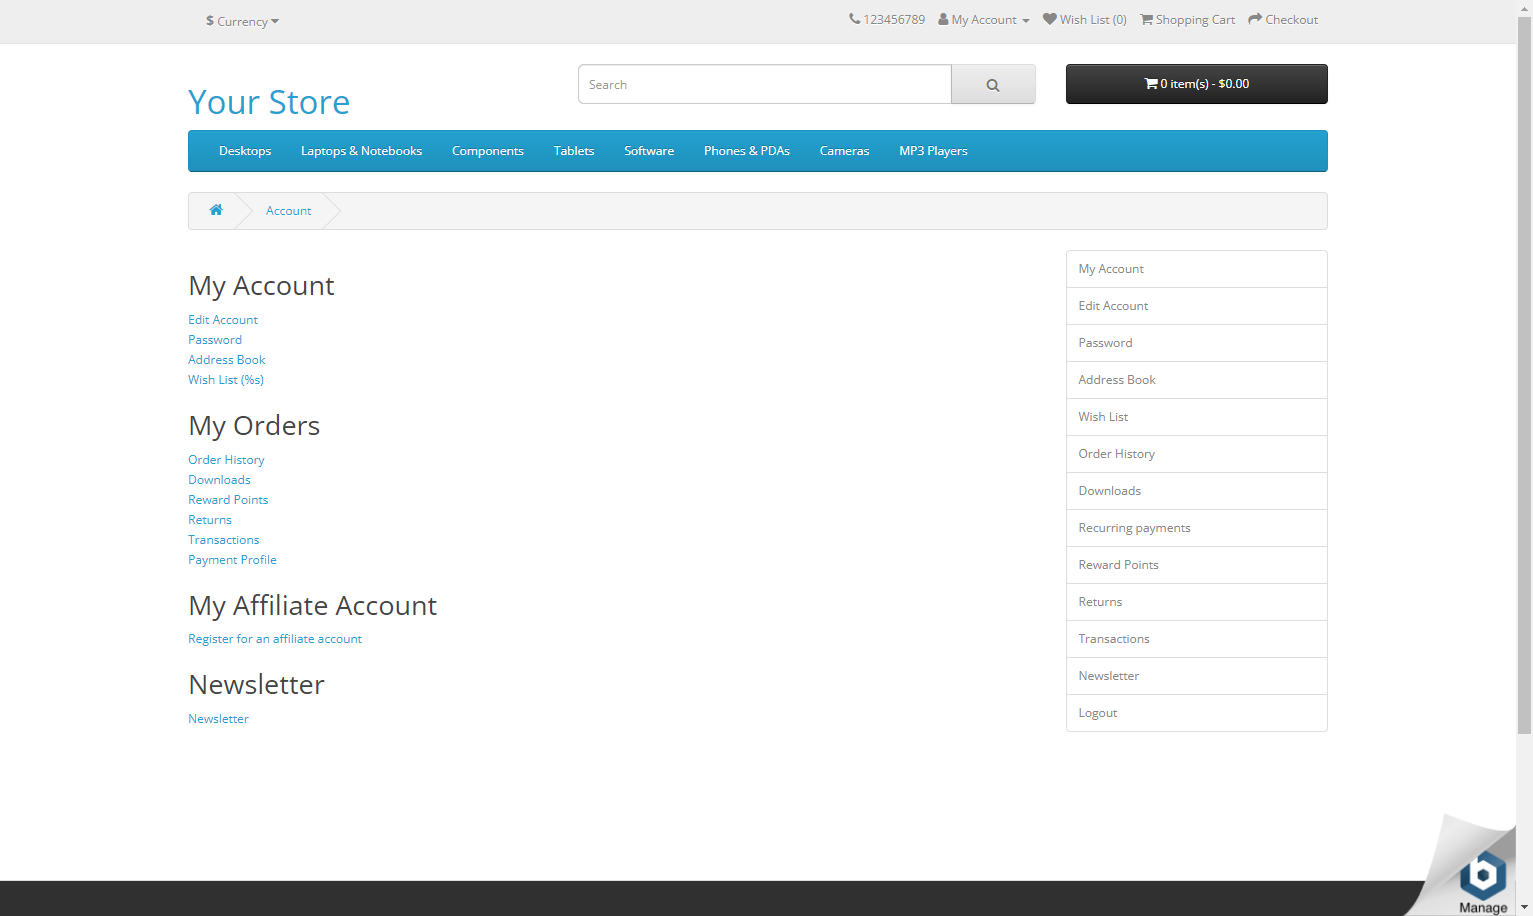 $ Currency
123456789 My Account Wish List (0) Shopping Cart Checkout
Your Store
Search
0 item(s) - $0.00
Desktops Laptops & Notebooks Components Tablets Software Phones & PDAs Cameras MP3 Players
Account
My Account
Edit Account
Password
Address Book
Wish List (%s)
My Orders
Order History
Downloads
Reward Points
Returns
Transactions
Payment Profile
My Affiliate Account
Register for an affiliate account
Newsletter
Newsletter
My Account
Edit Account
Password
Address Book
Wish List
Order History
Downloads
Recurring payments
Reward Points
Returns
Transactions
Newsletter
Logout
Manage